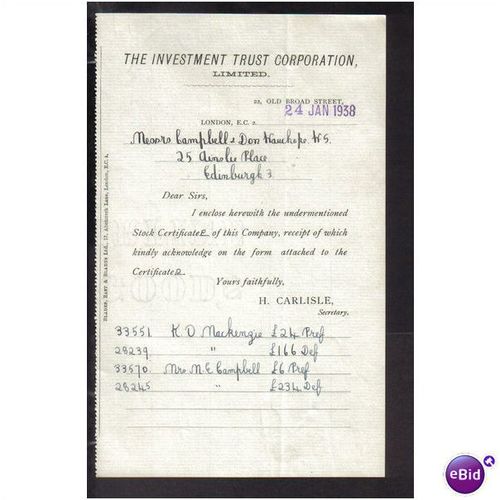 THE INVESTMENT TRUST CORPORATION,
LIMITED.
22, OLD BROAD STREET,
24 JAN 1938
LONDON, E.C. 2.
Messrs Campbell & Don Wauchope W.S.
25 Ainslie Place
Edinburgh 3
Dear Sirs,
I enclose herewith the undermentioned
Stock Certificates of this Company, receipt of which
kindly acknowledge on the form attached to the
Certificates.
Yours faithfully,
H. CARLISLE,
Secretary.
33551 K. D Mackenzie £24 Pref
28239 " £166 Def
33570 Mrs N. E Campbell £6 Pref
28245 " £234 Def
eBid